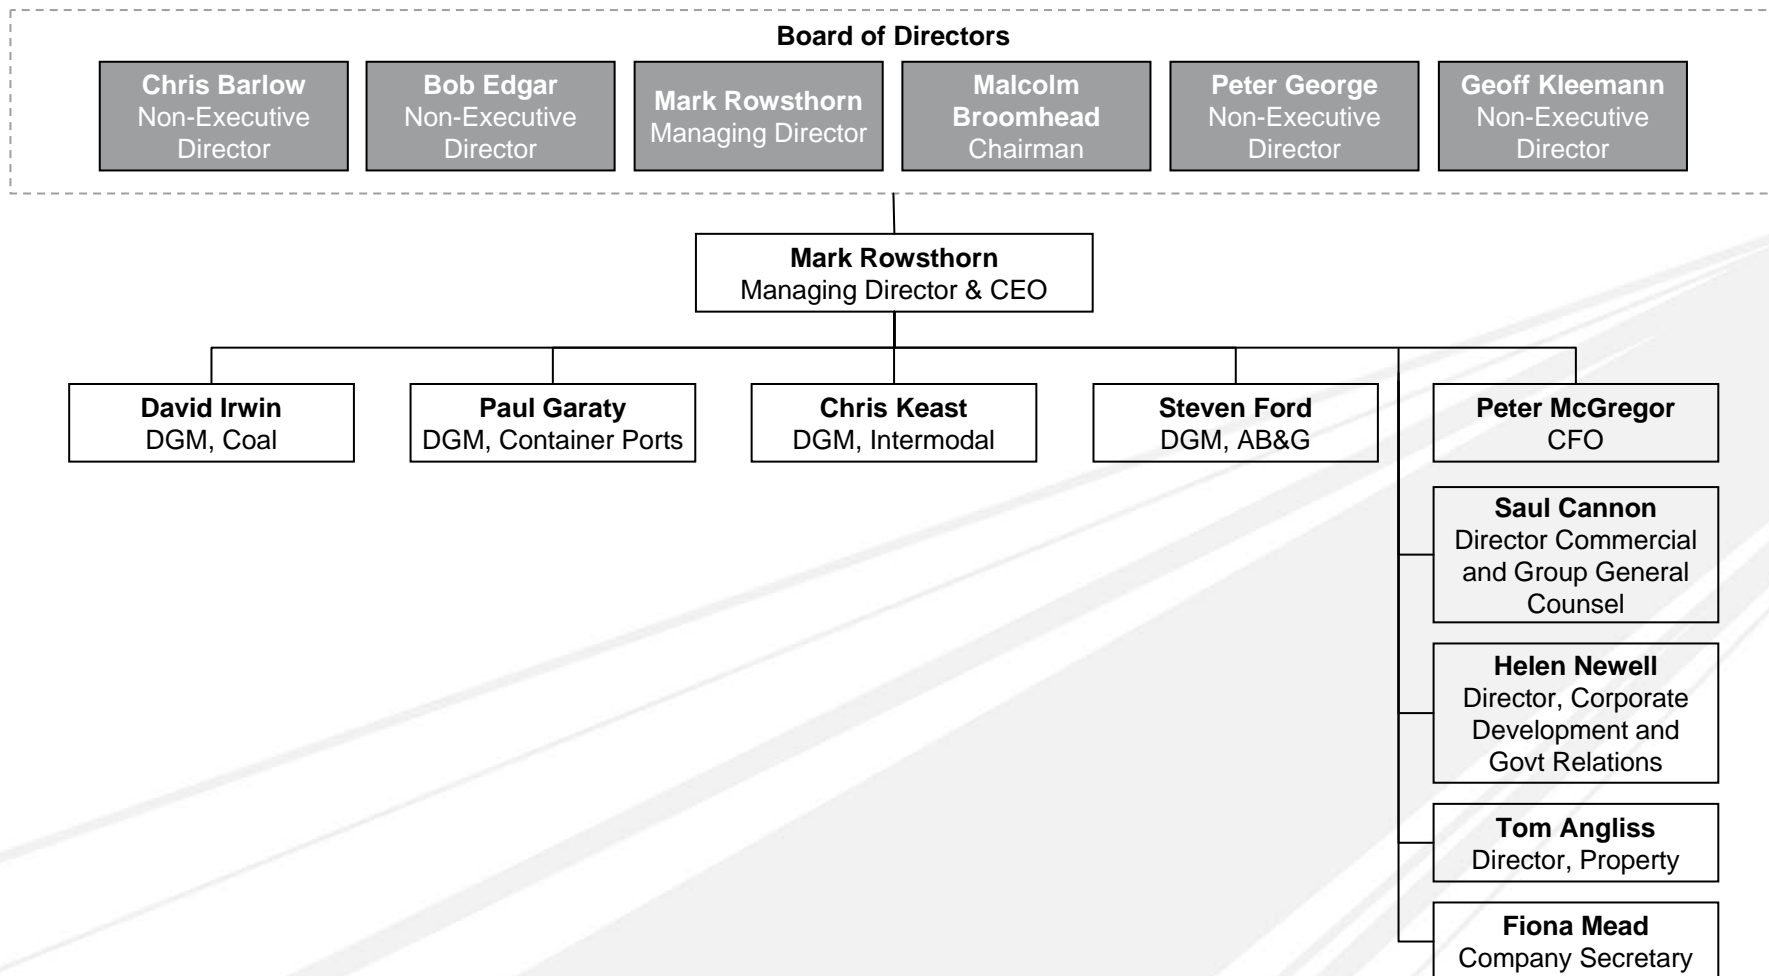 Board of Directors
Chris Barlow
Non-Executive
Director
Bob Edgar
Non-Executive
Director
Mark Rowsthorn
Managing Director
Malcolm
Broomhead
Chairman
Peter George
Non-Executive
Director
Geoff Kleemann
Non-Executive
Director
Mark Rowsthorn
Managing Director & CEO
David Irwin
DGM, Coal
Paul Garaty
DGM, Container Ports
Chris Keast
DGM, Intermodal
Steven Ford
DGM, AB&G
Peter McGregor
CFO
Saul Cannon
Director Commercial
and Group General
Counsel
Helen Newell
Director, Corporate
Development and
Govt Relations
Tom Angliss
Director, Property
Fiona Mead
Company Secretary